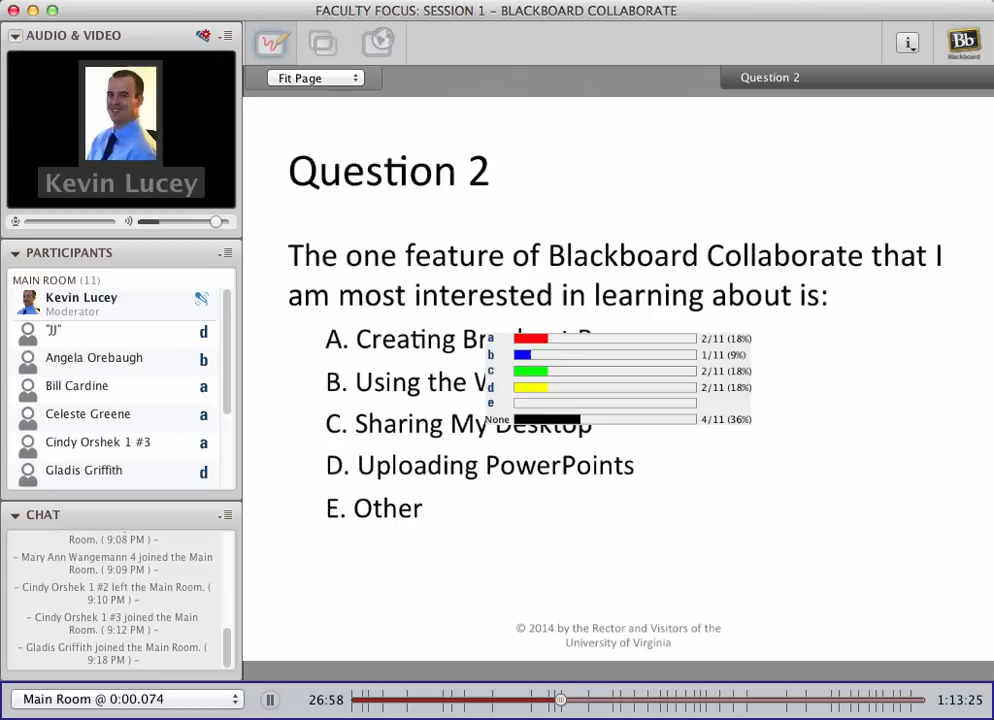 FACULTY FOCUS: SESSION 1 – BLACKBOARD COLLABORATE
AUDIO & VIDEO
Kevin Lucey
PARTICIPANTS
MAIN ROOM (11)
Kevin Lucey
Moderator
"JJ" d
Angela Orebaugh b
Bill Cardine a
Celeste Greene a
Cindy Orshek 1 #3 a
Gladis Griffith d
CHAT
Room. ( 9:08 PM ) –
– Mary Ann Wangemann 4 joined the Main
Room. ( 9:09 PM ) –
– Cindy Orshek 1 #2 left the Main Room. (
9:10 PM ) –
– Cindy Orshek 1 #3 joined the Main
Room. ( 9:12 PM ) –
– Gladis Griffith joined the Main Room. (
9:18 PM ) –
Fit Page
Question 2
i
Bb
Blackboard
Question 2
The one feature of Blackboard Collaborate that I
am most interested in learning about is:
A. Creating
B. Using the
C. Sharing My Desktop
D. Uploading PowerPoints
E. Other
a 2/11 (18%)
b 1/11 (9%)
c 2/11 (18%)
d 2/11 (18%)
e
None 4/11 (36%)
© 2014 by the Rector and Visitors of the
University of Virginia
Main Room @ 0:00.074
26:58
1:13:25